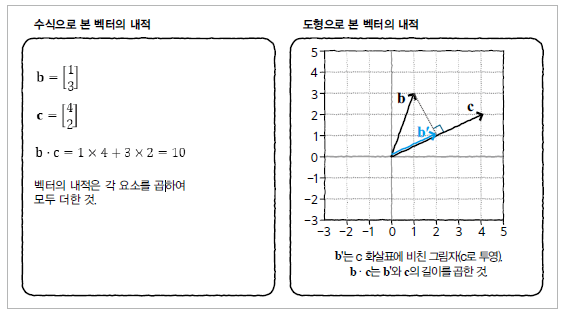 수식으로 본 벡터의 내적
b = [1 3]
c = [4 2]
b · c = 1 × 4 + 3 × 2 = 10
벡터의 내적은 각 요소를 곱하여
모두 더한 것.
도형으로 본 벡터의 내적
5
4
3
2
1
0
-1
-2
-3
b
c
b'
-3 -2 -1 0 1 2 3 4 5
b'는 c 화살표에 비친 그림자(c로 투영).
b · c는 b'와 c의 길이를 곱한 것